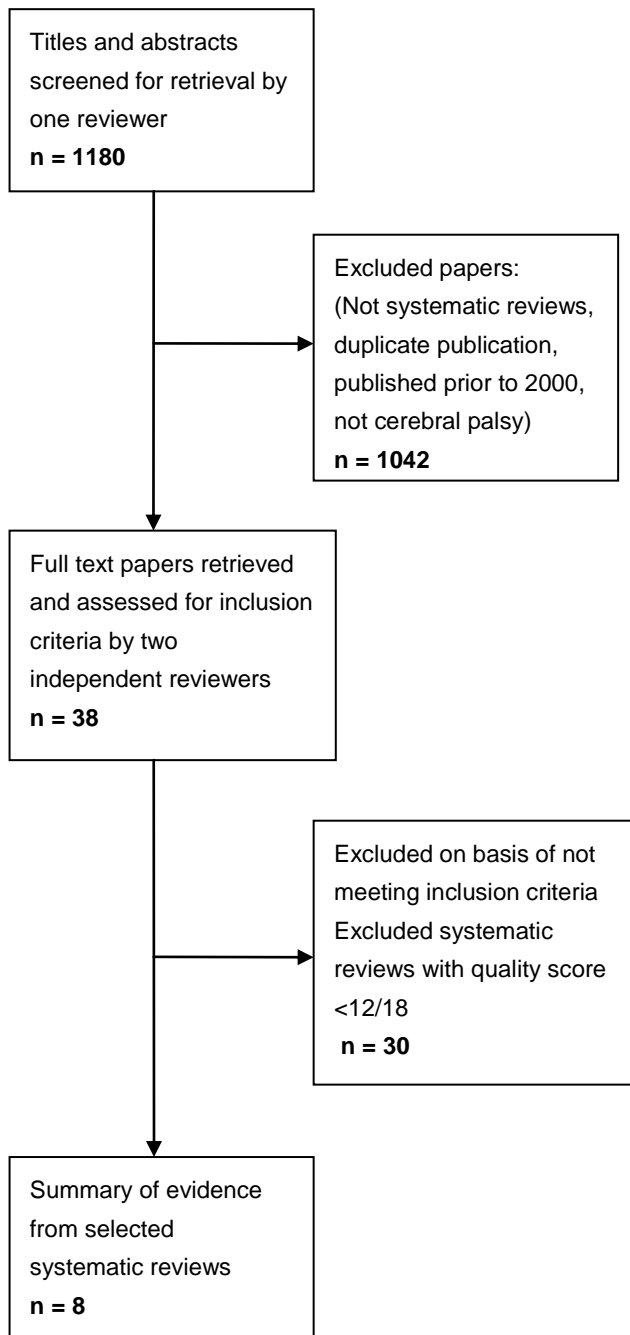 Titles and abstracts
screened for retrieval by
one reviewer
n = 1180
Excluded papers:
(Not systematic reviews,
duplicate publication,
published prior to 2000,
not cerebral palsy)
n = 1042
Full text papers retrieved
and assessed for inclusion
criteria by two
independent reviewers
n = 38
Excluded on basis of not
meeting inclusion criteria
Excluded systematic
reviews with quality score
<12/18
n = 30
Summary of evidence
from selected
systematic reviews
n = 8